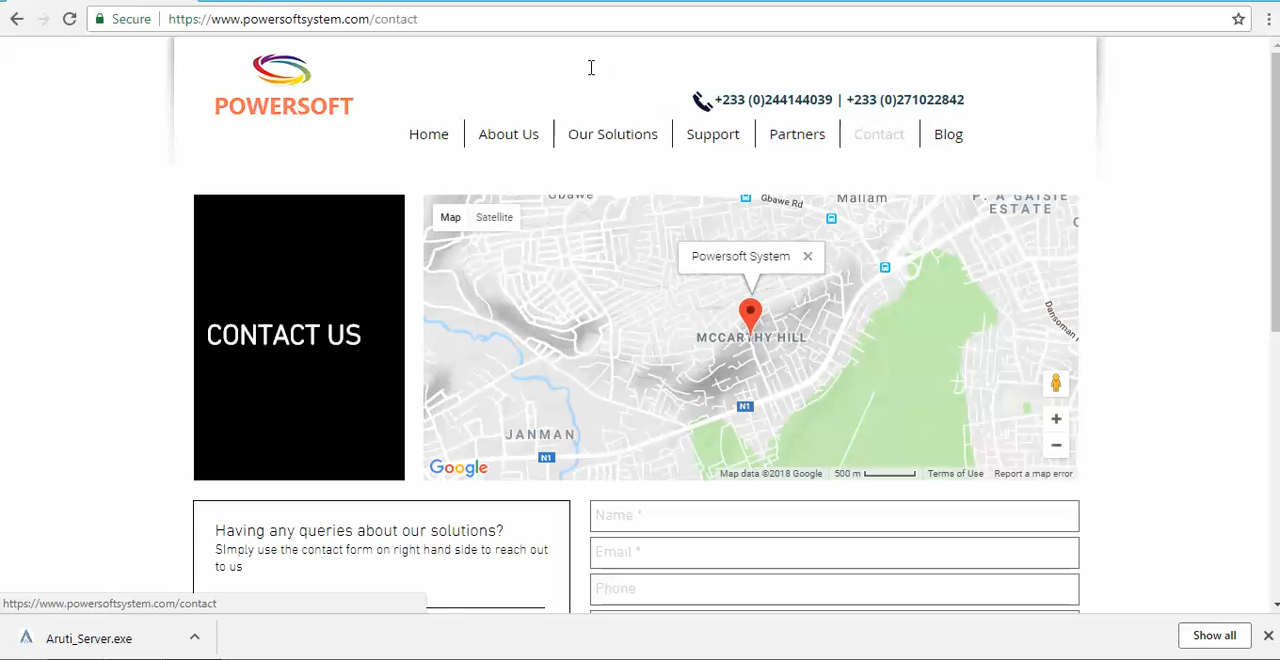 Secure https://www.powersoftsystem.com/contact
POWERSOFT
+233 (0)244144039 | +233 (0)271022842
Home About Us Our Solutions Support Partners Contact Blog
CONTACT US
Map Satellite
Gbawe
Gbawe Rd
Mallam
P. A GAISIE
ESTATE
Powersoft System
MCCARTHY HILL
Dansoman
N1
JANMAN
N1
Google
Map data ©2018 Google 500 m Terms of Use Report a map error
Having any queries about our solutions?
SImply use the contact form on right hand side to reach out
to us
Name *
Email *
Phone
https://www.powersoftsystem.com/contact
Aruti_Server.exe
Show all